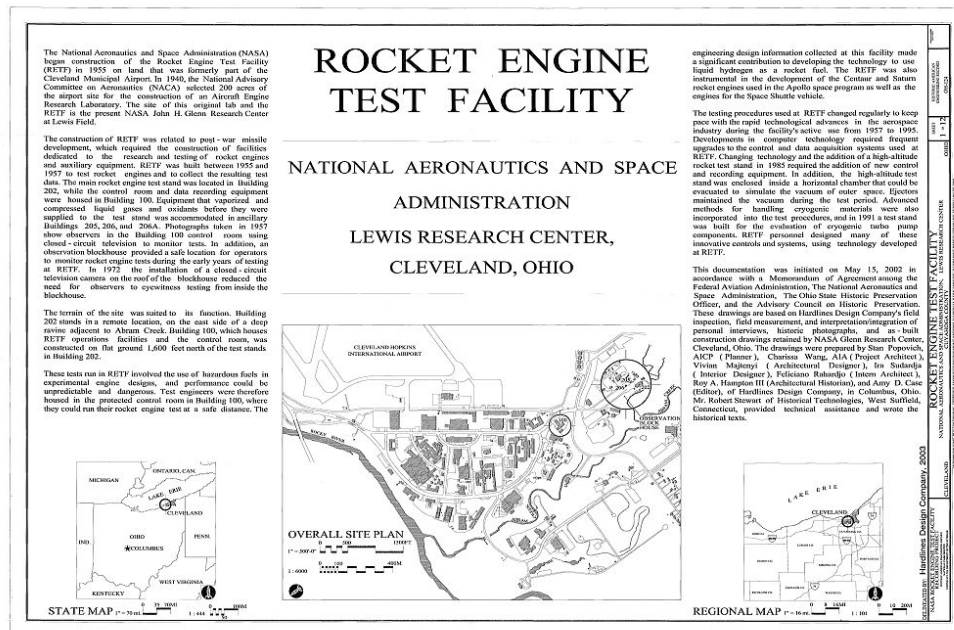 The National Aeronautics and Space Administration (NASA)
began construction of the Rocket Engine Test Facility
(RETF) in 1955 on land that was formerly part of the
Cleveland Municipal Airport. In 1940, the National Advisory
Committee on Aeronautics (NACA) selected 200 acres of
the airport site for the construction of an Aircraft Engine
Research Laboratory. The site of this original lab and the
RETF is the present NASA John H. Glenn Research Center
at Lewis Field.
The construction of RETF was related to post - war missile
development, which required the construction of facilities
dedicated to the research and testing of rocket engines
and auxiliary equipment. RETF was built between 1955 and
1957 to test rocket engines and to collect the resulting test
data. The main rocket engine test stand was located in Building
202, while the control room and data recording equipment
were housed in Building 100. Equipment that vaporized and
compressed liquid gases and oxidants before they were
supplied to the test stand was accommodated in ancillary
Buildings 205, 206, and 206A. Photographs taken in 1957
show observers in the Building 100 control room using
closed - circuit television to monitor tests. In addition, an
observation blockhouse provided a safe location for operators
to monitor rocket engine tests during the early years of testing
at RETF. In 1972 the installation of a closed - circuit
television camera on the roof of the blockhouse reduced the
need for observers to eyewitness testing from inside the
blockhouse.
The terrain of the site was suited to its function. Building
202 stands in a remote location, on the east side of a deep
ravine adjacent to Abram Creek. Building 100, which houses
RETF operations facilities and the control room, was
constructed on flat ground 1,600 feet north of the test stands
in Building 202.
These tests run in RETF involved the use of hazardous fuels in
experimental engine designs, and performance could be
unpredictable and dangerous. Test engineers were therefore
housed in the protected control room in Building 100, where
they could run their rocket engine test at a safe distance. The
ROCKET ENGINE
TEST FACILITY
NATIONAL AERONAUTICS AND SPACE
ADMINISTRATION
LEWIS RESEARCH CENTER,
CLEVELAND, OHIO
engineering design information collected at this facility made
a significant contribution to developing the technology to use
liquid hydrogen as a rocket fuel. The RETF was also
instrumental in the development of the Centaur and Saturn
rocket engines used in the Apollo space program as well as the
engines for the Space Shuttle vehicle.
The testing procedures used at RETF changed regularly to keep
pace with the rapid technological advances in the aerospace
industry during the facility's active use from 1957 to 1995.
Developments in computer technology required frequent
upgrades to the control and data acquisition systems used at
RETF. Changing technology and the addition of a high-altitude
rocket test stand in 1985 required the addition of new control
and recording equipment. In addition, the high-altitude test
stand was enclosed inside a horizontal chamber that could be
evacuated to simulate the vacuum of outer space. Ejectors
maintained the vacuum during the test period. Advanced
methods for handling cryogenic materials were also
incorporated into the test procedures, and in 1991 a test stand
was built for the evaluation of cryogenic turbo pump
components. RETF personnel designed many of these
innovative controls and systems, using technology developed
at RETF.
This documentation was initiated on May 15, 2002 in
accordance with a Memorandum of Agreement among the
Federal Aviation Administration, The National Aeronautics and
Space Administration, The Ohio State Historic Preservation
Officer, and the Advisory Council on Historic Preservation.
These drawings are based on Hardlines Design Company's field
inspection, field measurement, and interpretation/integration of
personal interviews, historic photographs, and as - built
construction drawings retained by NASA Glenn Research Center,
Cleveland, Ohio. The drawings were prepared by Stan Popovich,
AICP ( Planner ), Charissa Wang, AIA ( Project Architect ),
Vivian Majtenyi ( Architectural Designer ), Ira Sudardja
( Interior Designer ), Feliciano Rahardjo ( Intern Architect ),
Roy A. Hampton III (Architectural Historian), and Amy D. Case
(Editor), of Hardlines Design Company, in Columbus, Ohio.
Mr. Robert Stewart of Historical Technologies, West Suffield,
Connecticut, provided technical assistance and wrote the
historical texts.
CLEVELAND HOPKINS
INTERNATIONAL AIRPORT
ROCKY RIVER
OBSERVATION
BLOCK
HOUSE
OVERALL SITE PLAN
1" = 500'-0"
0 500 1500FT
1 : 6000
0 100 400M
MICHIGAN
ONTARIO, CAN.
LAKE ERIE
CLEVELAND
IND.
OHIO
PENN.
COLUMBUS
WEST VIRGINIA
KENTUCKY
STATE MAP 1" = 70 mi.
0 35 70MI
LAKE ERIE
CLEVELAND
REGIONAL MAP 1" = 16 mi.
0 8 16MI
0 10 20M
DELINEATED BY: Hardlines Design Company, 2003
ROCKET ENGINE TEST FACILITY
NATIONAL AERONAUTICS AND SPACE ADMINISTRATION, LEWIS RESEARCH CENTER
CUYAHOGA COUNTY
CLEVELAND
OHIO
SHEET
1 of 12
OH-124